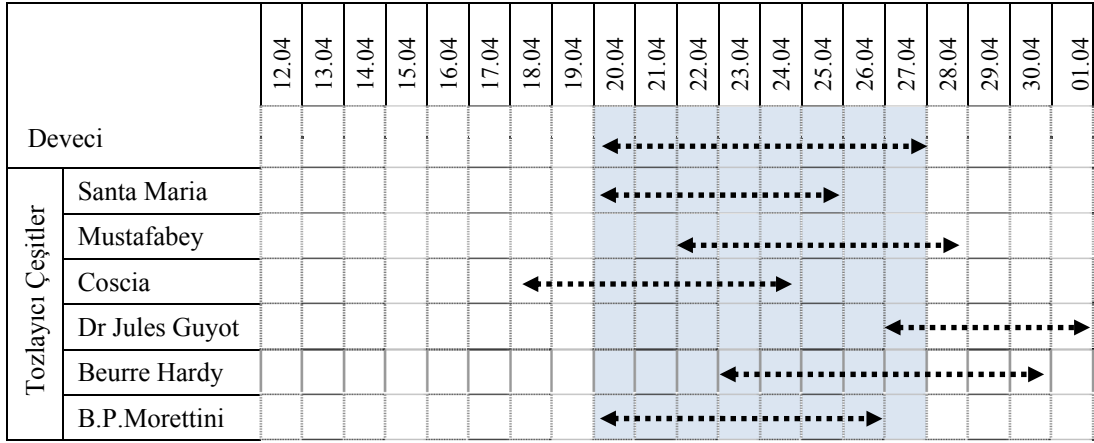 12.04 13.04 14.04 15.04 16.04 17.04 18.04 19.04 20.04 21.04 22.04 23.04 24.04 25.04 26.04 27.04 28.04 29.04 30.04 01.04
Deveci
Tozlayıcı Çeşitler
Santa Maria
Mustafabey
Coscia
Dr Jules Guyot
Beurre Hardy
B.P.Morettini